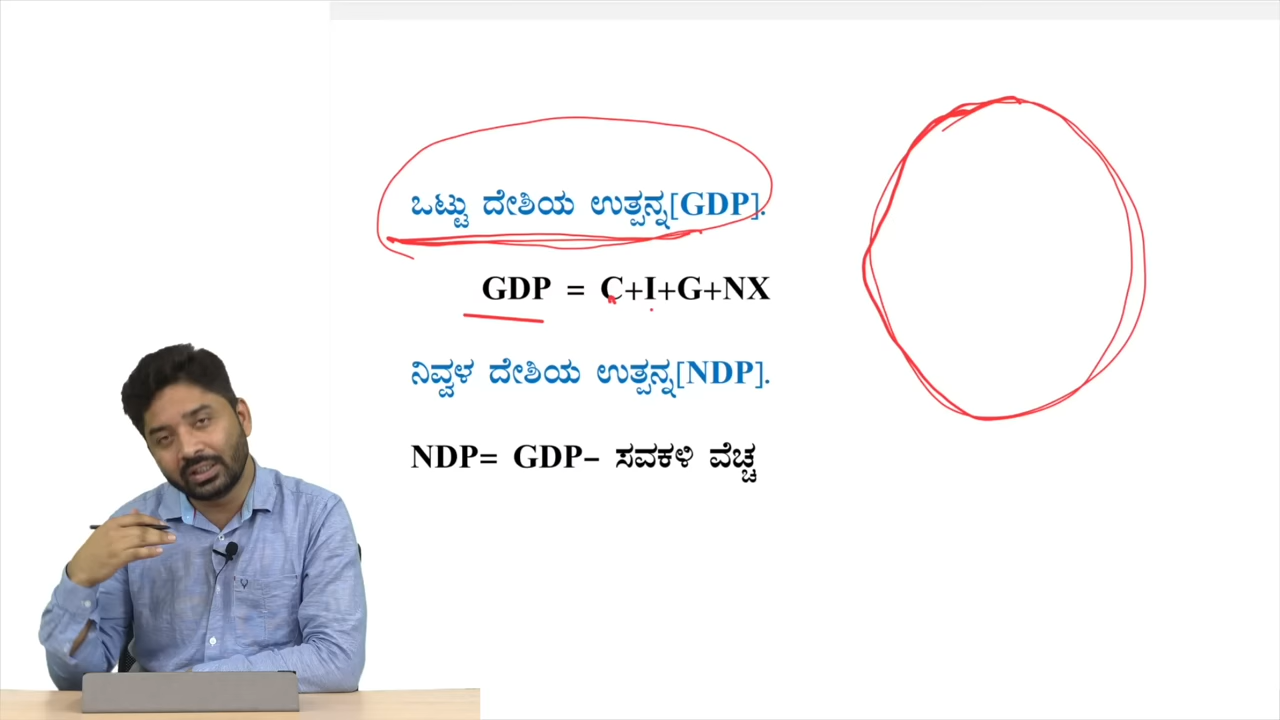 ಒಟ್ಟು ದೇಶಿಯ ಉತ್ಪನ್ನ[GDP].
GDP = C+I+G+NX
ನಿವ್ವಳ ದೇಶಿಯ ಉತ್ಪನ್ನ[NDP].
NDP= GDP– ಸವಕಳಿ ವೆಚ್ಚ